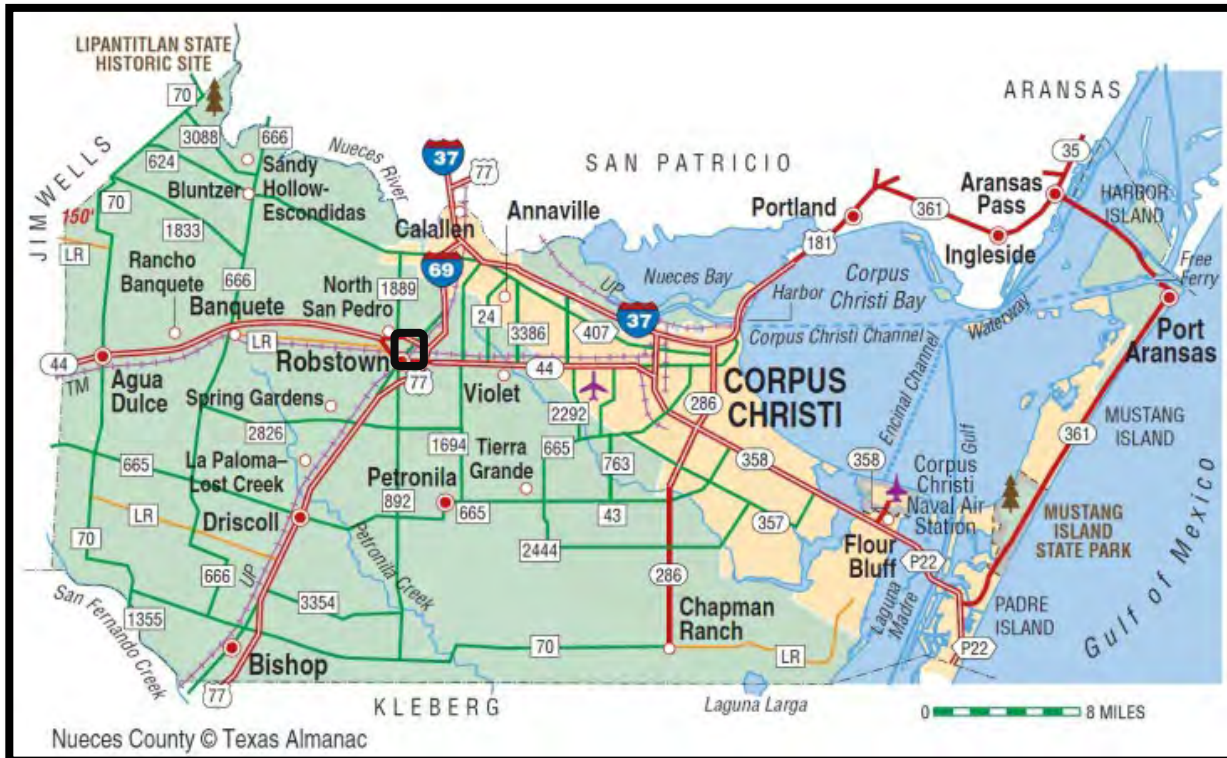 LIPANTITLAN STATE
HISTORIC SITE
70
3088
666
624
Sandy
Hollow-
Escondidas
Bluntzer
Nueces
River
37
77
SAN PATRICIO
ARANSAS
35
Aransas
Pass
HARBOR
ISLAND
361
Ingleside
Portland
181
Free
Ferry
Port
Aransas
JIM WELLS
150'
70
LR
1833
Rancho
Banquete
666
Banquete
North
San Pedro
1889
Calallen
69
Annaville
24
3386
407
UP
37
Nueces Bay
Harbor
Corpus
Christi Bay
Corpus Christi Channel
Waterway
44
TM
Agua
Dulce
LR
Robstown
77
Violet
44
CORPUS
CHRISTI
286
Encinal Channel
Gulf
MUSTANG
ISLAND
361
Spring Gardens
2826
1694
Tierra
Grande
2292
665
763
358
358
Corpus
Christi
Naval Air
Station
MUSTANG
ISLAND
STATE PARK
665
La Paloma–
Lost Creek
Petronila
892
665
43
357
LR
Driscoll
2444
Flour
Bluff
P22
70
666
UP
Petronila Creek
286
Laguna
Madre
PADRE
ISLAND
Gulf of Mexico
San Fernando Creek
1355
3354
Chapman
Ranch
70
LR
P22
Bishop
77
KLEBERG
Laguna Larga
0
8 MILES
Nueces County © Texas Almanac